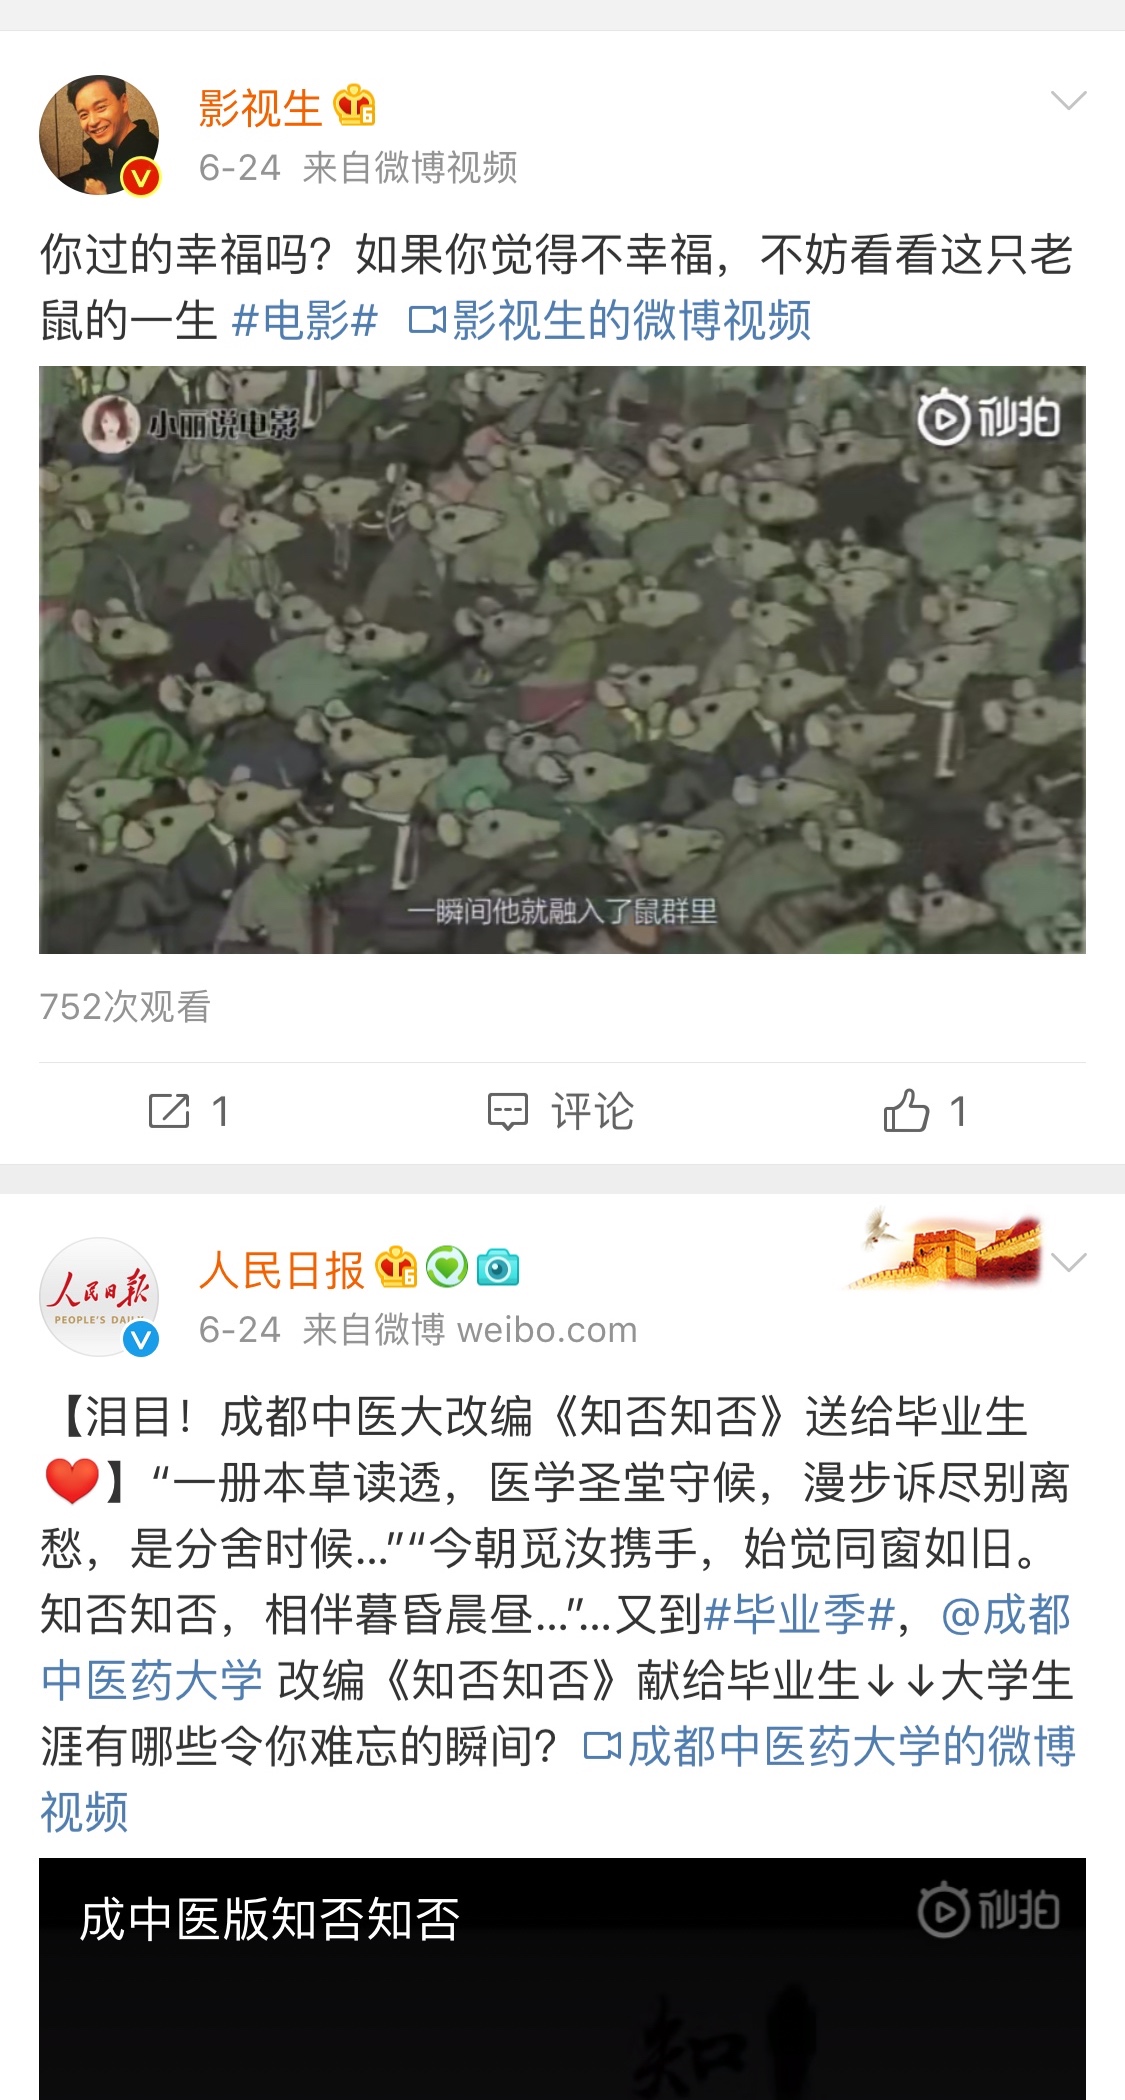 影视生
6-24 来自微博视频
你过的幸福吗？如果你觉得不幸福，不妨看看这只老
鼠的一生 #电影# 影视生的微博视频
小丽说电影
秒拍
一瞬间他就融入了鼠群里
752次观看
1 评论 1
人民日报
人民日报
PEOPLE'S DAILY
6-24 来自微博 weibo.com
【泪目！成都中医大改编《知否知否》送给毕业生
❤️】“一册本草读透，医学圣堂守候，漫步诉尽别离
愁，是分舍时候...”“今朝觅汝携手，始觉同窗如旧。
知否知否，相伴暮昏晨昼...”...又到#毕业季#，@成都
中医药大学 改编《知否知否》献给毕业生↓↓大学生
涯有哪些令你难忘的瞬间？成都中医药大学的微博
视频
成中医版知否知否
秒拍
知